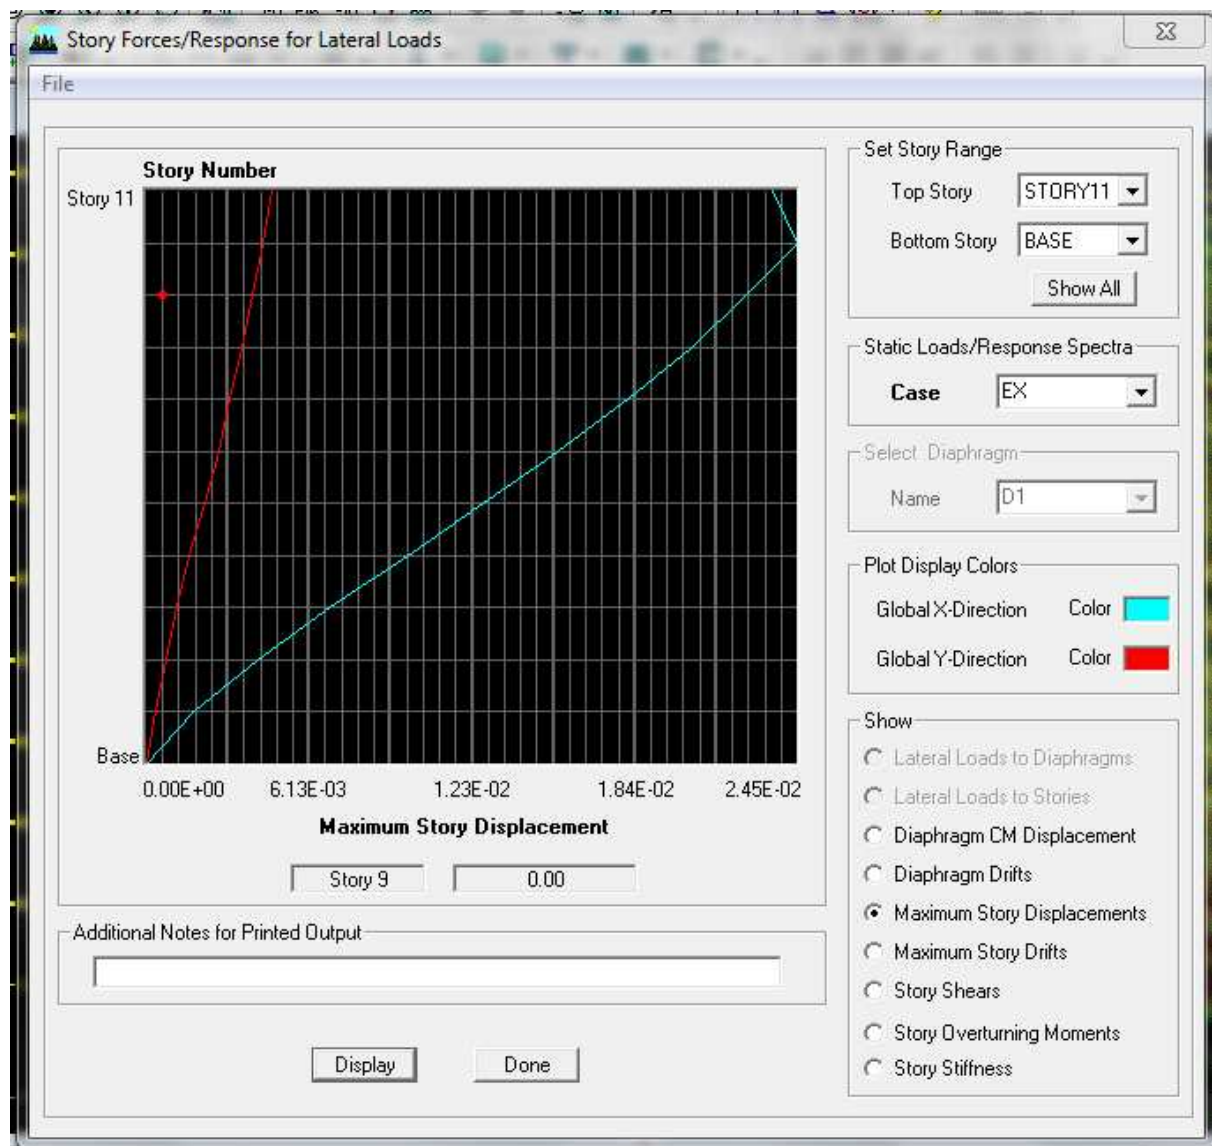 Story Forces/Response for Lateral Loads
File
Story Number
Story 11
Base
0.00E+00 6.13E-03 1.23E-02 1.84E-02 2.45E-02
Maximum Story Displacement
Story 9 0.00
Additional Notes for Printed Output
Display Done
Set Story Range
Top Story STORY11
Bottom Story BASE
Show All
Static Loads/Response Spectra
Case EX
Select Diaphragm
Name D1
Plot Display Colors
Global X-Direction Color
Global Y-Direction Color
Show
Lateral Loads to Diaphragms
Lateral Loads to Stories
Diaphragm CM Displacement
Diaphragm Drifts
Maximum Story Displacements
Maximum Story Drifts
Story Shears
Story Overturning Moments
Story Stiffness